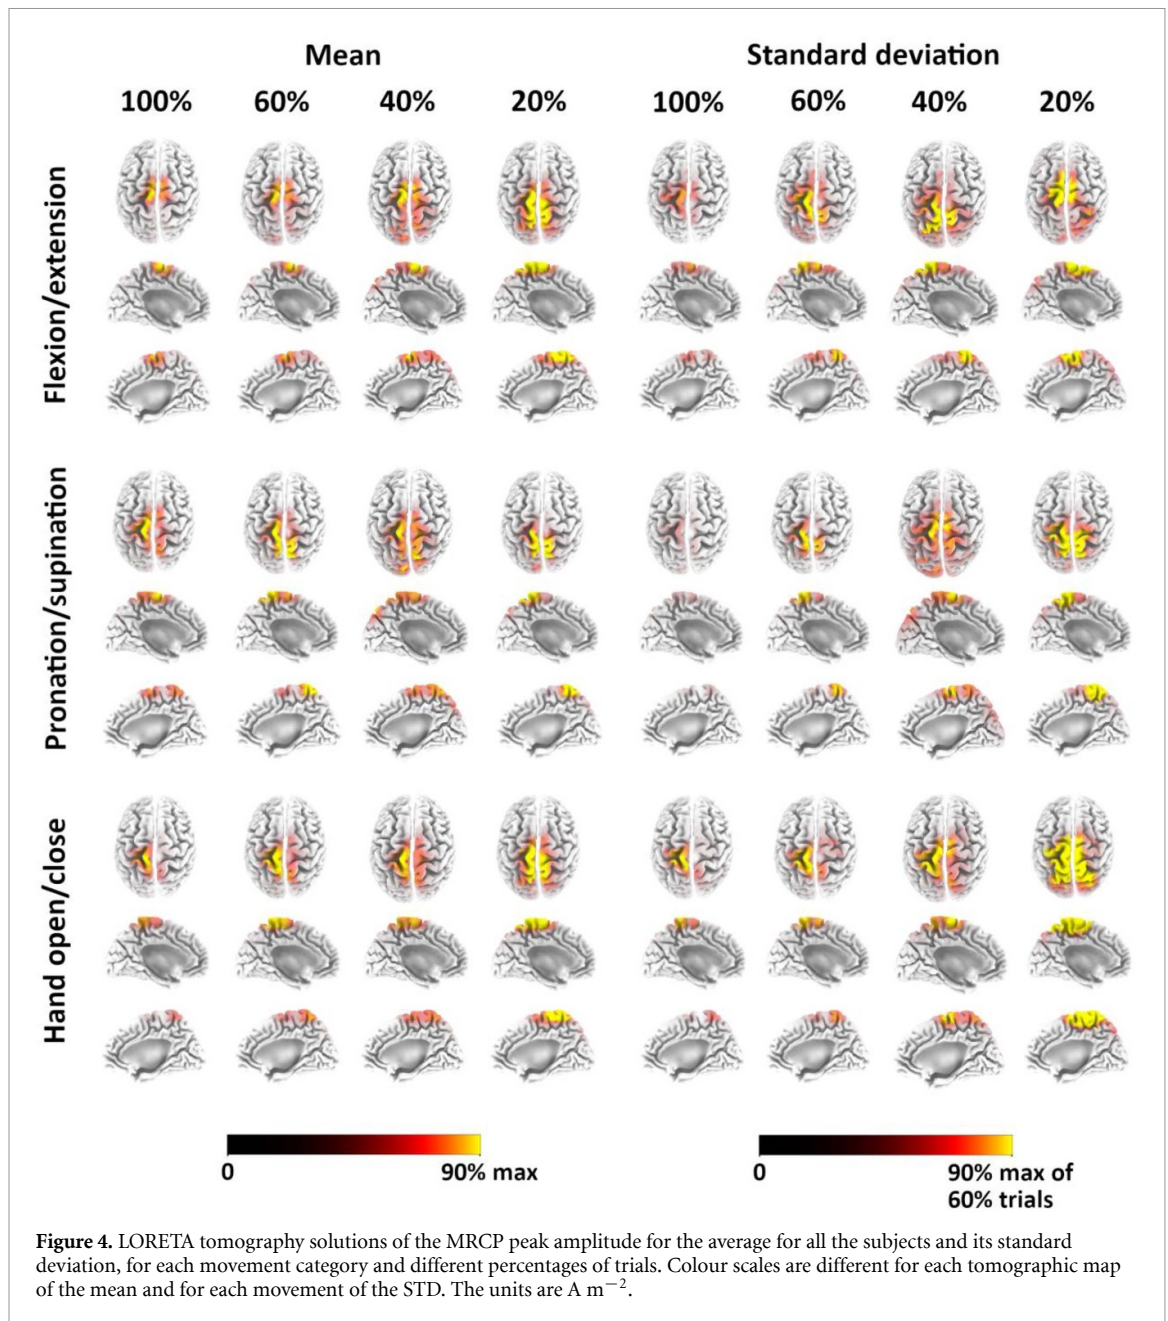 Mean Standard deviation
100% 60% 40% 20% 100% 60% 40% 20%
Flexion/extension
Pronation/supination
Hand open/close
0 90% max 0 90% max of
60% trials
Figure 4. LORETA tomography solutions of the MRCP peak amplitude for the average for all the subjects and its standard
deviation, for each movement category and different percentages of trials. Colour scales are different for each tomographic map
of the mean and for each movement of the STD. The units are A m−2.